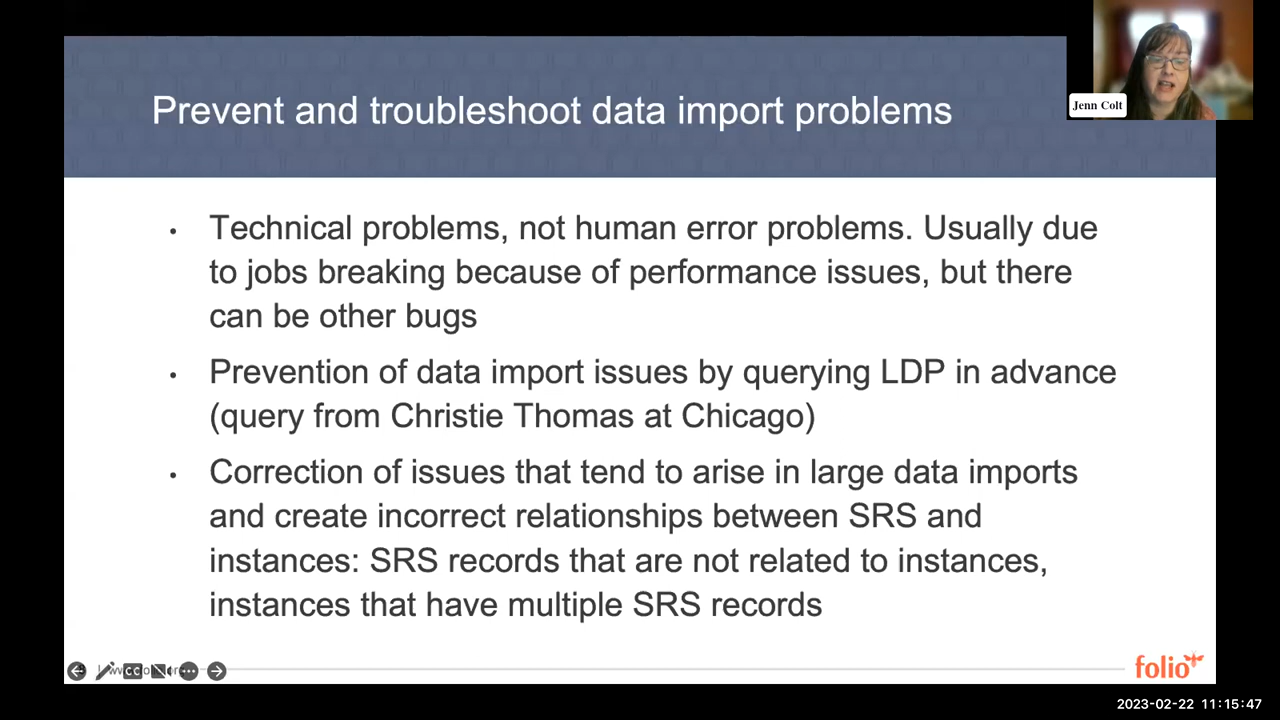 Prevent and troubleshoot data import problems
Jenn Colt
• Technical problems, not human error problems. Usually due
to jobs breaking because of performance issues, but there
can be other bugs
• Prevention of data import issues by querying LDP in advance
(query from Christie Thomas at Chicago)
• Correction of issues that tend to arise in large data imports
and create incorrect relationships between SRS and
instances: SRS records that are not related to instances,
instances that have multiple SRS records
CC
folio
2023-02-22 11:15:47